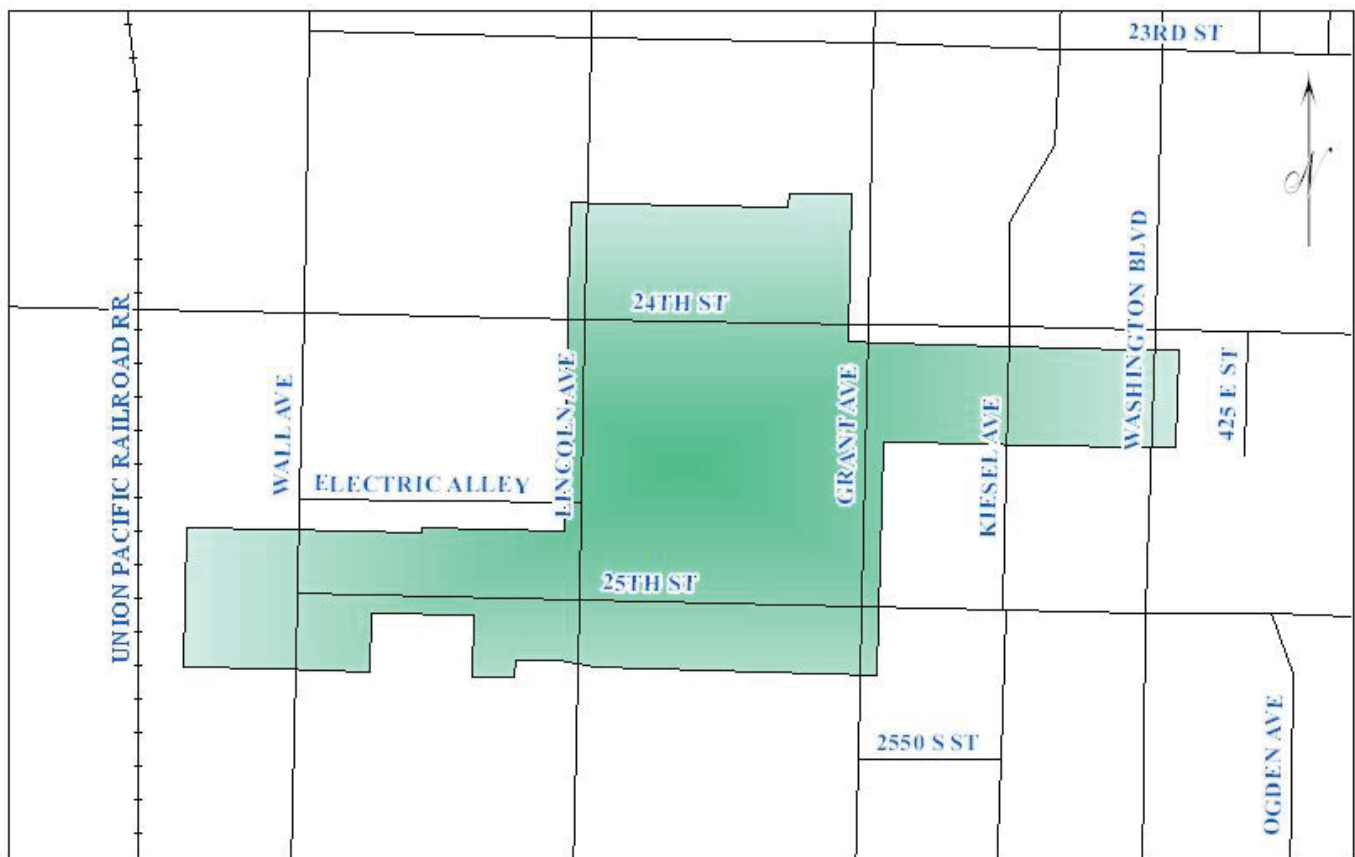 23RD ST
N
24TH ST
UNION PACIFIC RAILROAD RR
WALL AVE
LINCOLN AVE
GRANT AVE
KIESEL AVE
WASHINGTON BLVD
425 E ST
ELECTRIC ALLEY
25TH ST
2550 S ST
OGDEN AVE